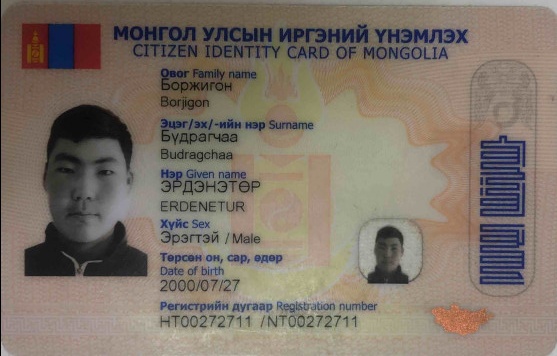 МОНГОЛ УЛСЫН ИРГЭНИЙ ҮНЭМЛЭХ
CITIZEN IDENTITY CARD OF MONGOLIA
Овог Family name
Боржигон
Borjigon
Эцэг/эх/-ийн нэр Surname
Бүдрагчаа
Budragchaa
Нэр Given name
ЭРДЭНЭТӨР
ERDENETUR
Хүйс Sex
Эрэгтэй / Male
Төрсөн он, сар, өдөр
Date of birth
2000/07/27
Регистрийн дугаар Registration number
НТ00272711 /NT00272711